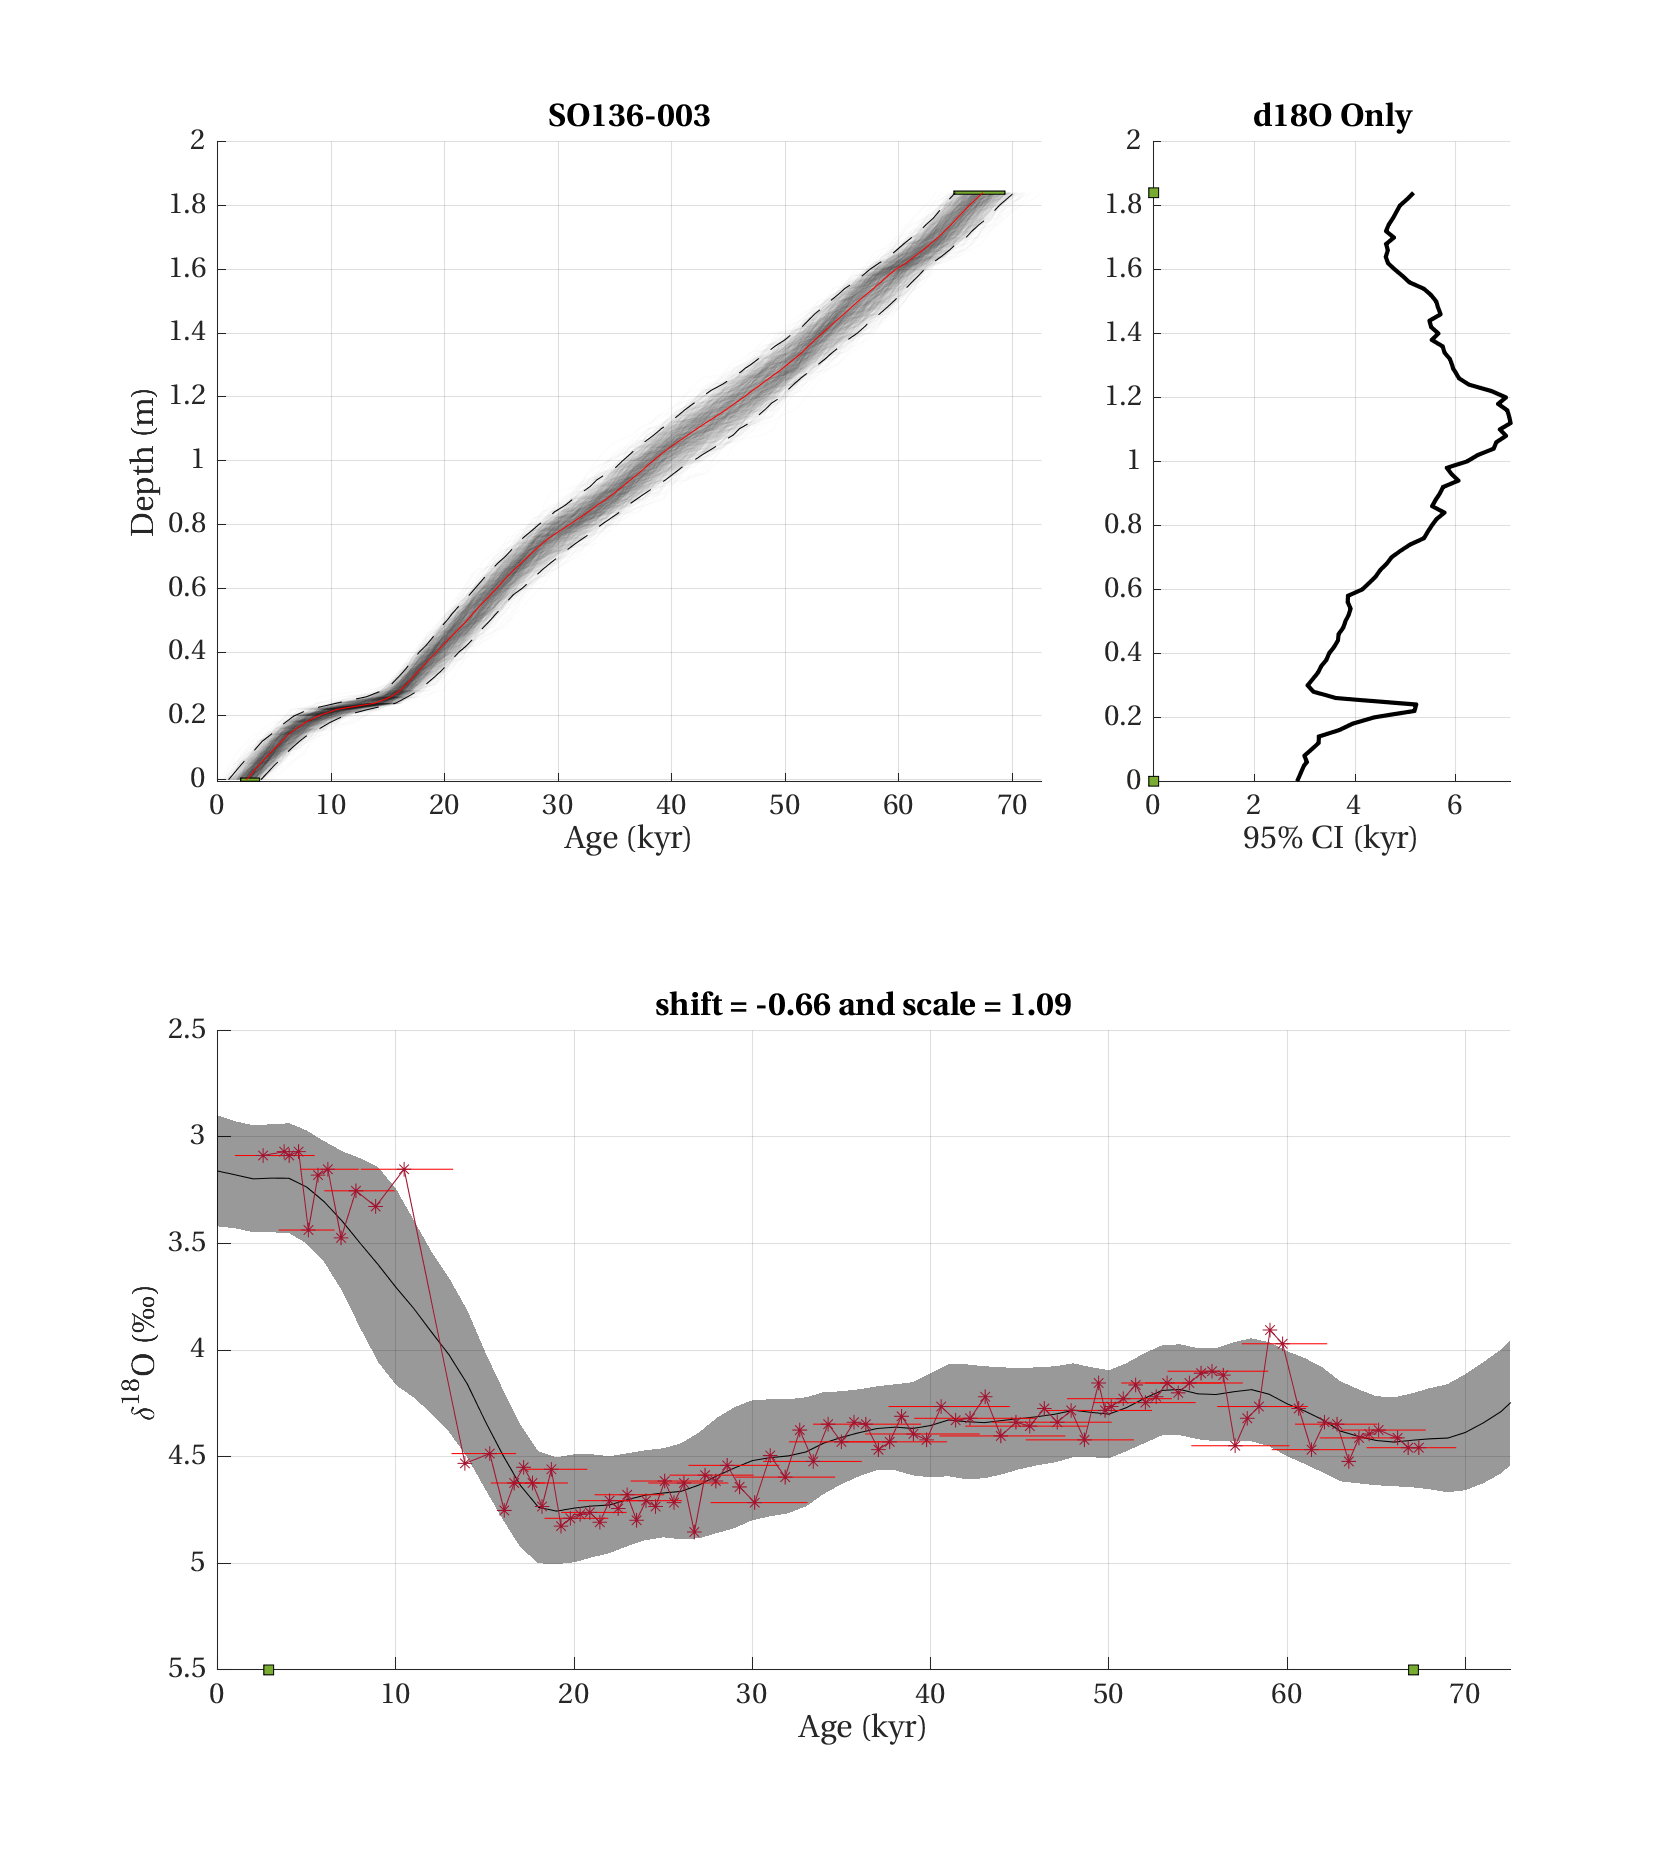 SO136-003
2
1.8
1.6
1.4
1.2
1
0.8
0.6
0.4
0.2
0
Depth (m)
0 10 20 30 40 50 60 70
Age (kyr)
d18O Only
2
1.8
1.6
1.4
1.2
1
0.8
0.6
0.4
0.2
0
0 2 4 6
95% CI (kyr)
shift = -0.66 and scale = 1.09
2.5
3
3.5
4
4.5
5
5.5
δ18O (‰)
0 10 20 30 40 50 60 70
Age (kyr)